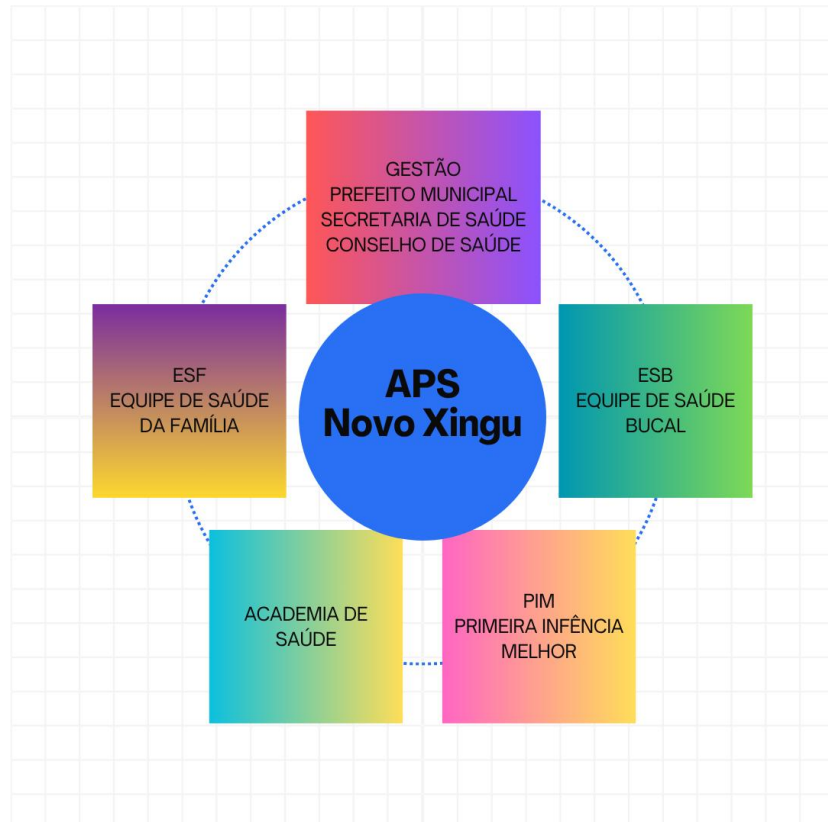 GESTÃO
PREFEITO MUNICIPAL
SECRETARIA DE SAÚDE
CONSELHO DE SAÚDE
ESF
EQUIPE DE SAÚDE
DA FAMÍLIA
APS
Novo Xingu
ESB
EQUIPE DE SAÚDE
BUCAL
ACADEMIA DE
SAÚDE
PIM
PRIMEIRA INFÊNCIA
MELHOR